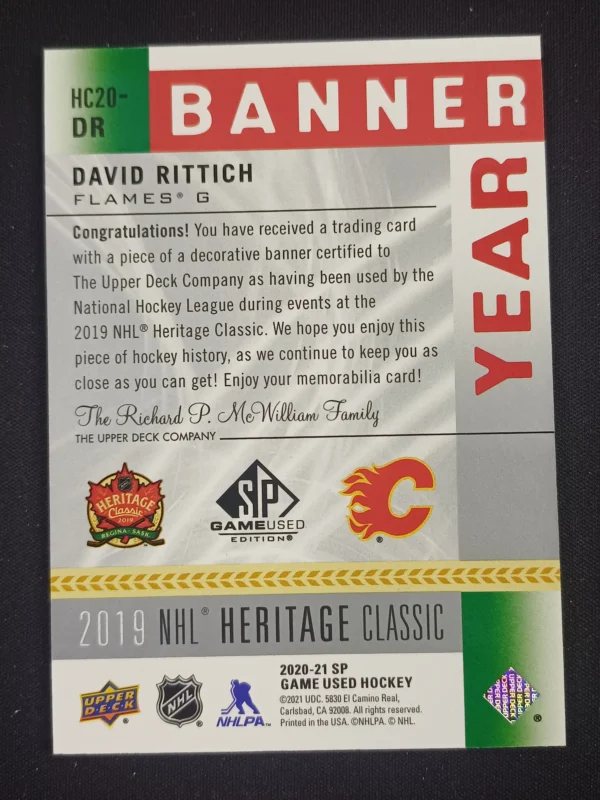 HC20-
DR
BANNER
YEAR
DAVID RITTICH
FLAMES® G
Congratulations! You have received a trading card
with a piece of a decorative banner certified to
The Upper Deck Company as having been used by the
National Hockey League during events at the
2019 NHL® Heritage Classic. We hope you enjoy this
piece of hockey history, as we continue to keep you as
close as you can get! Enjoy your memorabilia card!
The Richard P. McWilliam Family
THE UPPER DECK COMPANY
HERITAGE
Classic
2019
REGINA · SASK.
SP
GAME USED
EDITION®
®
2019 NHL® HERITAGE CLASSIC
UPPER
DECK
NHL
®
NHLPA™
2020-21 SP
GAME USED HOCKEY
©2021 UDC. 5830 El Camino Real,
Carlsbad, CA 92008. All rights reserved.
Printed in the USA. ©NHLPA. © NHL.
UPPER DECK
®